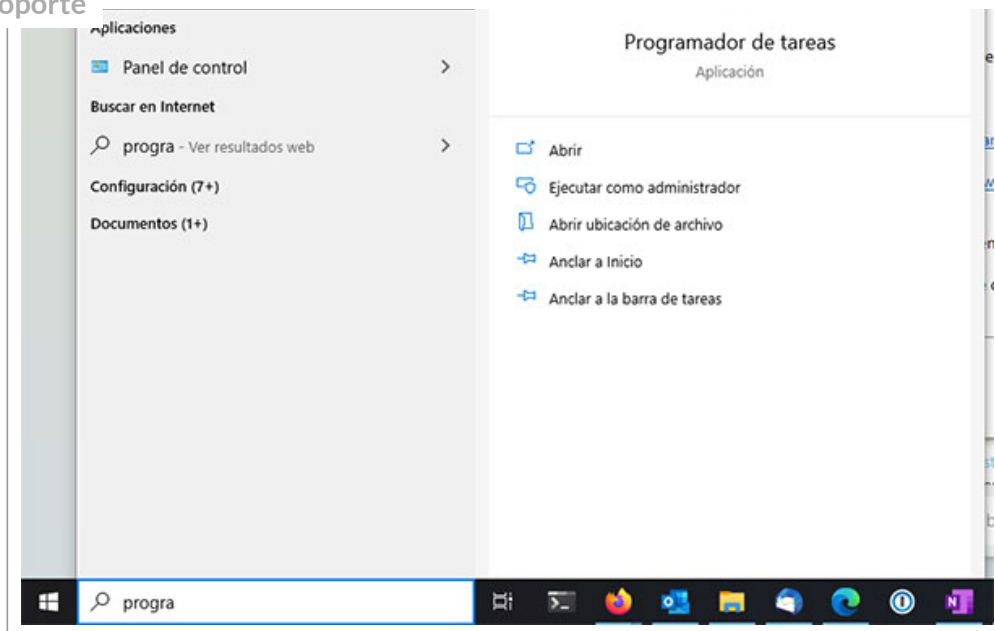 oporte
Aplicaciones
Programador de tareas
Aplicación
Panel de control
Buscar en Internet
progra - Ver resultados web
Configuración (7+)
Documentos (1+)
Abrir
Ejecutar como administrador
Abrir ubicación de archivo
Anclar a Inicio
Anclar a la barra de tareas
progra